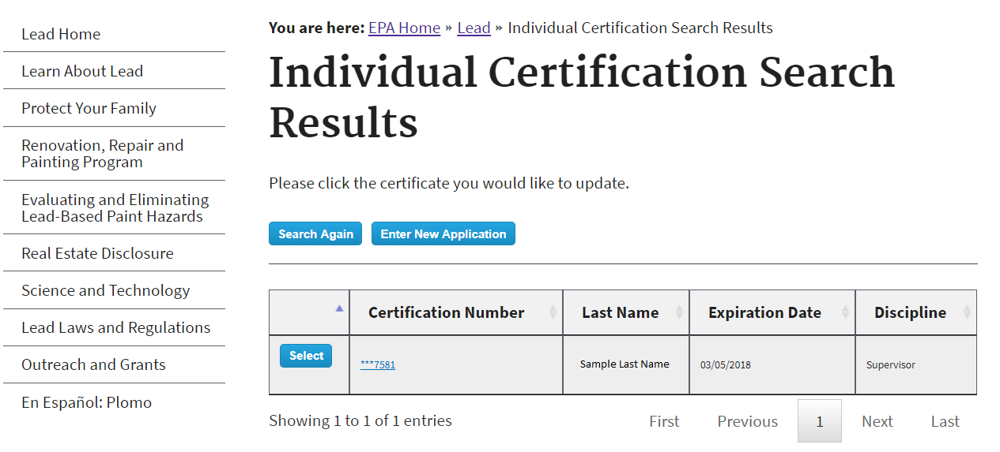 Lead Home
Learn About Lead
Protect Your Family
Renovation, Repair and
Painting Program
Evaluating and Eliminating
Lead-Based Paint Hazards
Real Estate Disclosure
Science and Technology
Lead Laws and Regulations
Outreach and Grants
En Español: Plomo
You are here: EPA Home » Lead » Individual Certification Search Results
Individual Certification Search
Results
Please click the certificate you would like to update.
Search Again Enter New Application
Certification Number Last Name Expiration Date Discipline
Select ***7581 Sample Last Name 03/05/2018 Supervisor
Showing 1 to 1 of 1 entries First Previous 1 Next Last